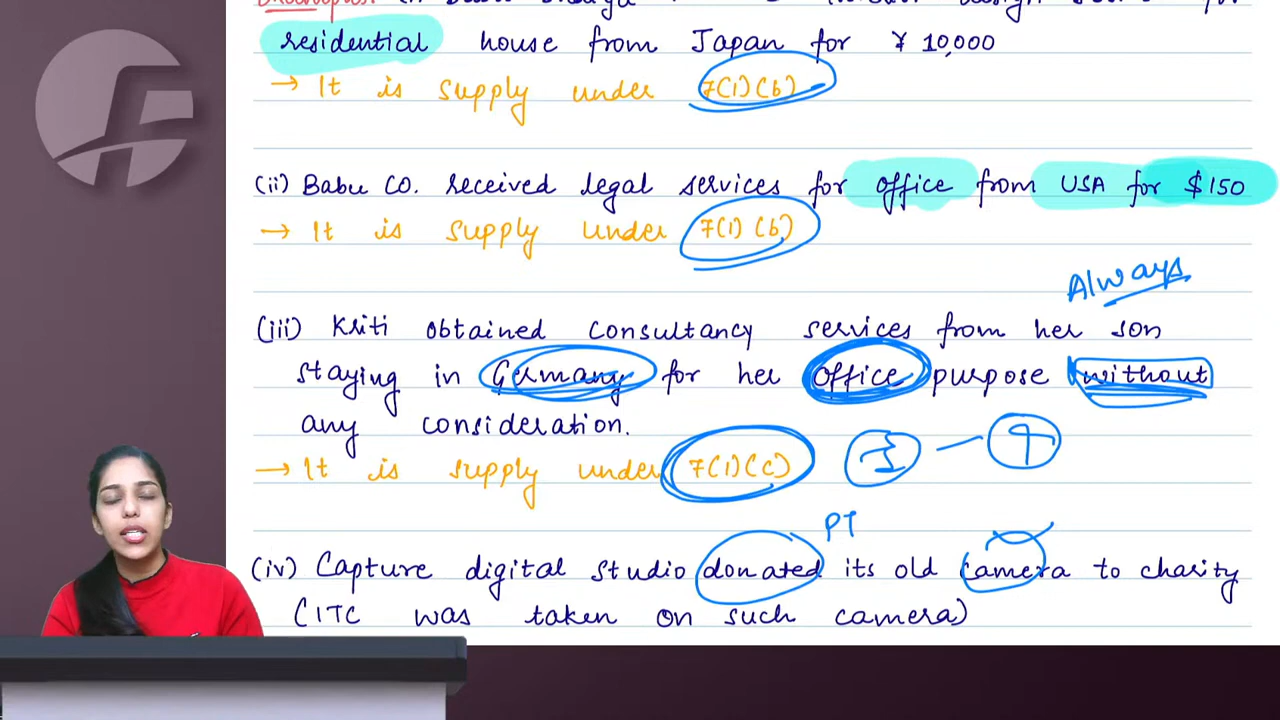 residential house from Japan for ¥ 10,000
→ It is supply under 7(1)(b)
(ii) Babu CO. received legal services for office from USA for $150
→ It is supply under 7(1)(b)
Always
(iii) Kriti obtained consultancy services from her son
staying in Germany for her office purpose without
any consideration.
→ It is supply under 7(1)(c)
PT
(iv) Capture digital studio donated its old camera to charity
(ITC was taken on such camera)